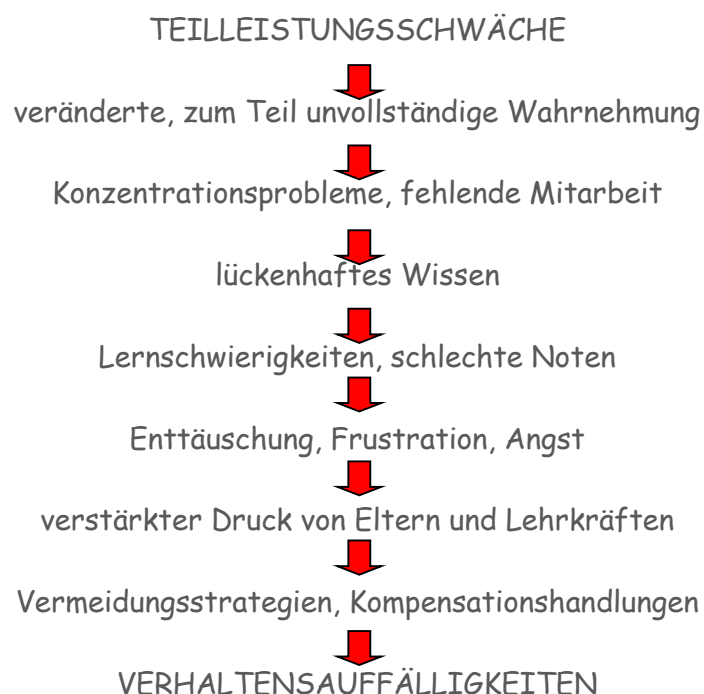 TEILLEISTUNGSSCHWÄCHE
veränderte, zum Teil unvollständige Wahrnehmung
Konzentrationsprobleme, fehlende Mitarbeit
lückenhaftes Wissen
Lernschwierigkeiten, schlechte Noten
Enttäuschung, Frustration, Angst
verstärkter Druck von Eltern und Lehrkräften
Vermeidungsstrategien, Kompensationshandlungen
VERHALTENSAUFFÄLLIGKEITEN